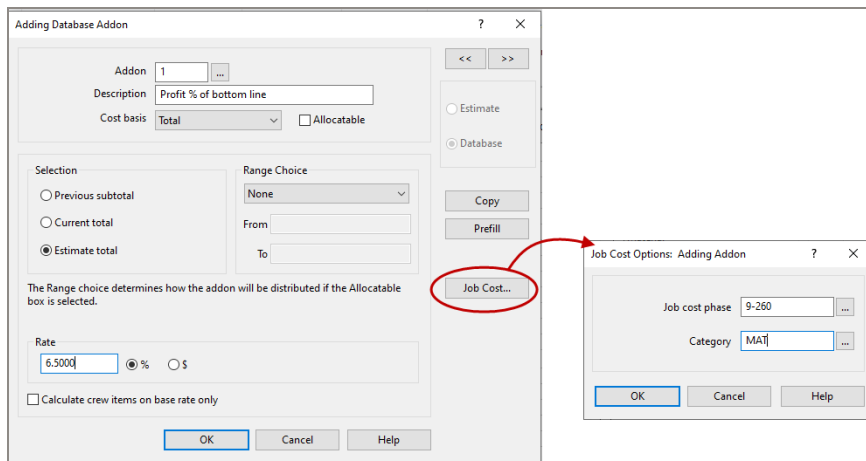 Adding Database Addon ? ×
<< >>
Addon 1 ...
Description Profit % of bottom line
Cost basis Total Allocatable
Estimate
Database
Selection
Previous subtotal
Current total
Estimate total
Range Choice
None
From
To
Copy
Prefill
Job Cost...
The Range choice determines how the addon will be distributed if the Allocatable
box is selected.
Rate
6.5000 % $
Calculate crew items on base rate only
OK Cancel Help
Job Cost Options: Adding Addon ? ×
Job cost phase 9-260 ...
Category MAT ...
OK Cancel Help